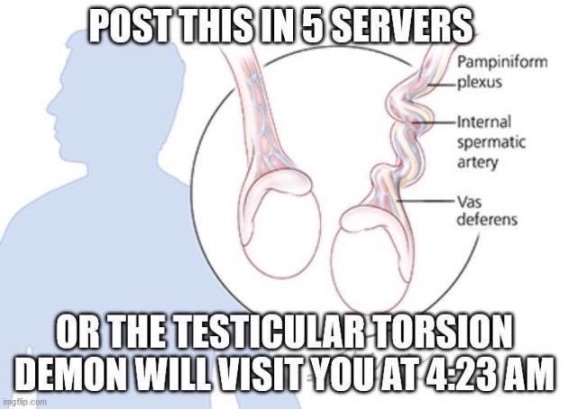 POST THIS IN 5 SERVERS
Pampiniform
plexus
Internal
spermatic
artery
Vas
deferens
OR THE TESTICULAR TORSION
DEMON WILL VISIT YOU AT 4:23 AM
imgflip.com